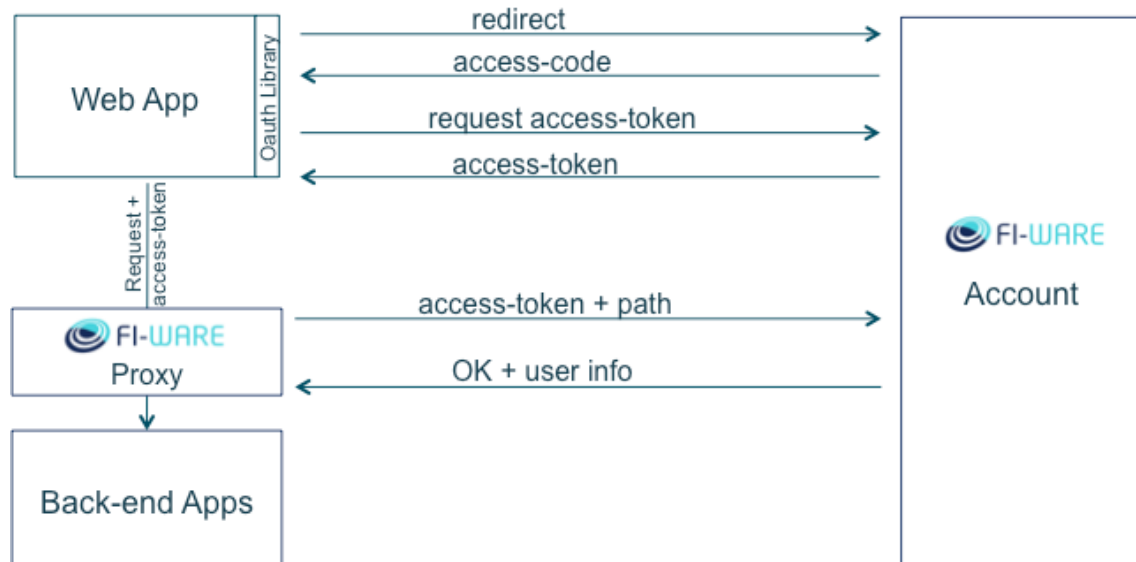 redirect
access-code
Web App
Oauth Library
request access-token
access-token
Request +
access-token
FI-WARE
Account
access-token + path
FI-WARE
Proxy
OK + user info
Back-end Apps